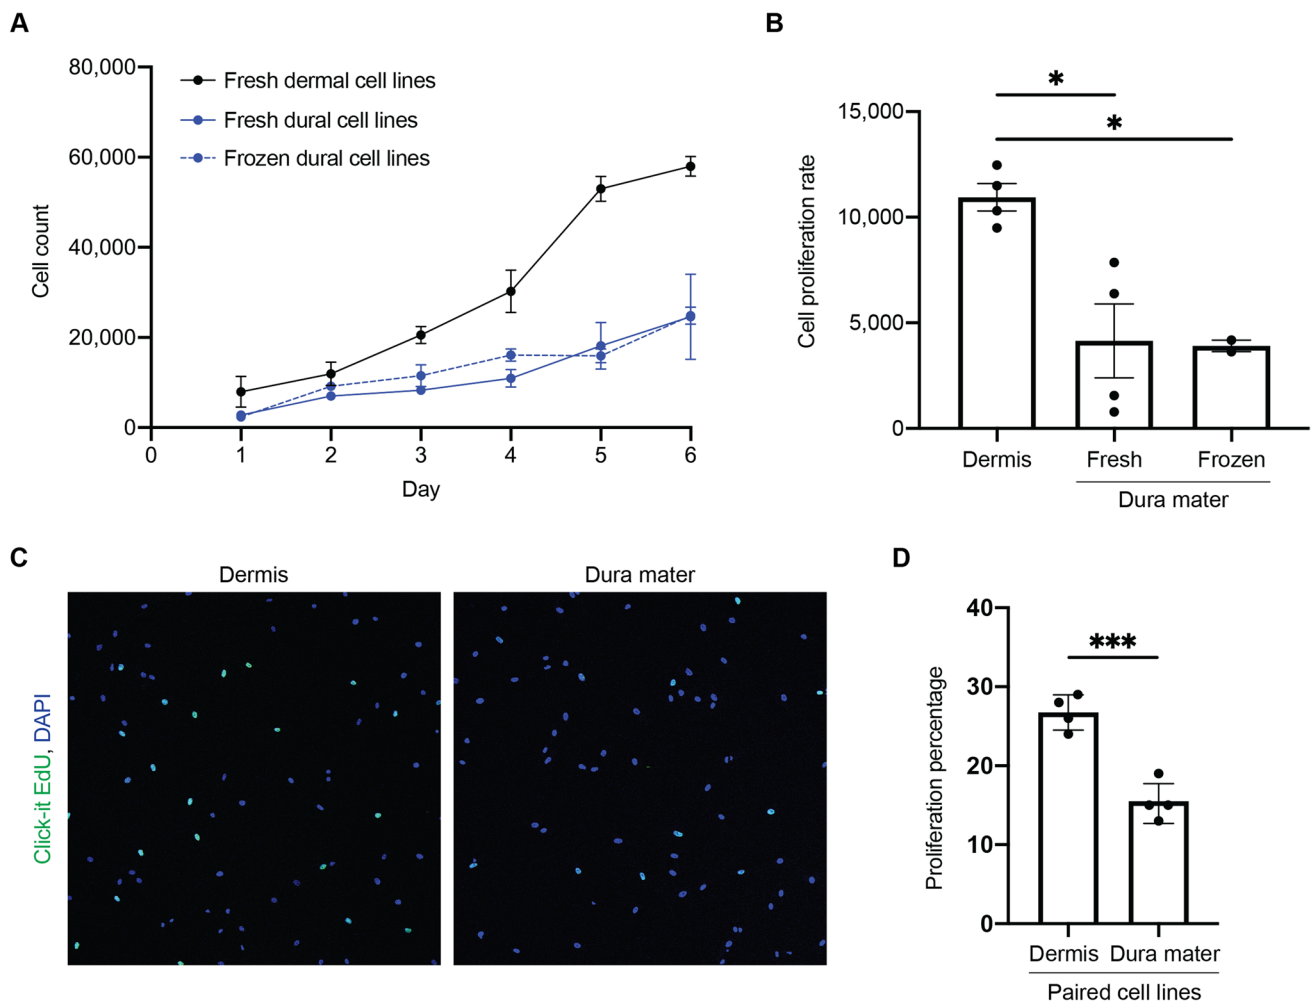 A
80,000
60,000
40,000
20,000
0
Cell count
Fresh dermal cell lines
Fresh dural cell lines
Frozen dural cell lines
0 1 2 3 4 5 6
Day
B
15,000
10,000
5,000
0
Cell proliferation rate
*
*
Dermis Fresh Frozen
Dura mater
C
Dermis Dura mater
Click-it EdU, DAPI
D
40
30
20
10
0
Proliferation percentage
***
Dermis Dura mater
Paired cell lines